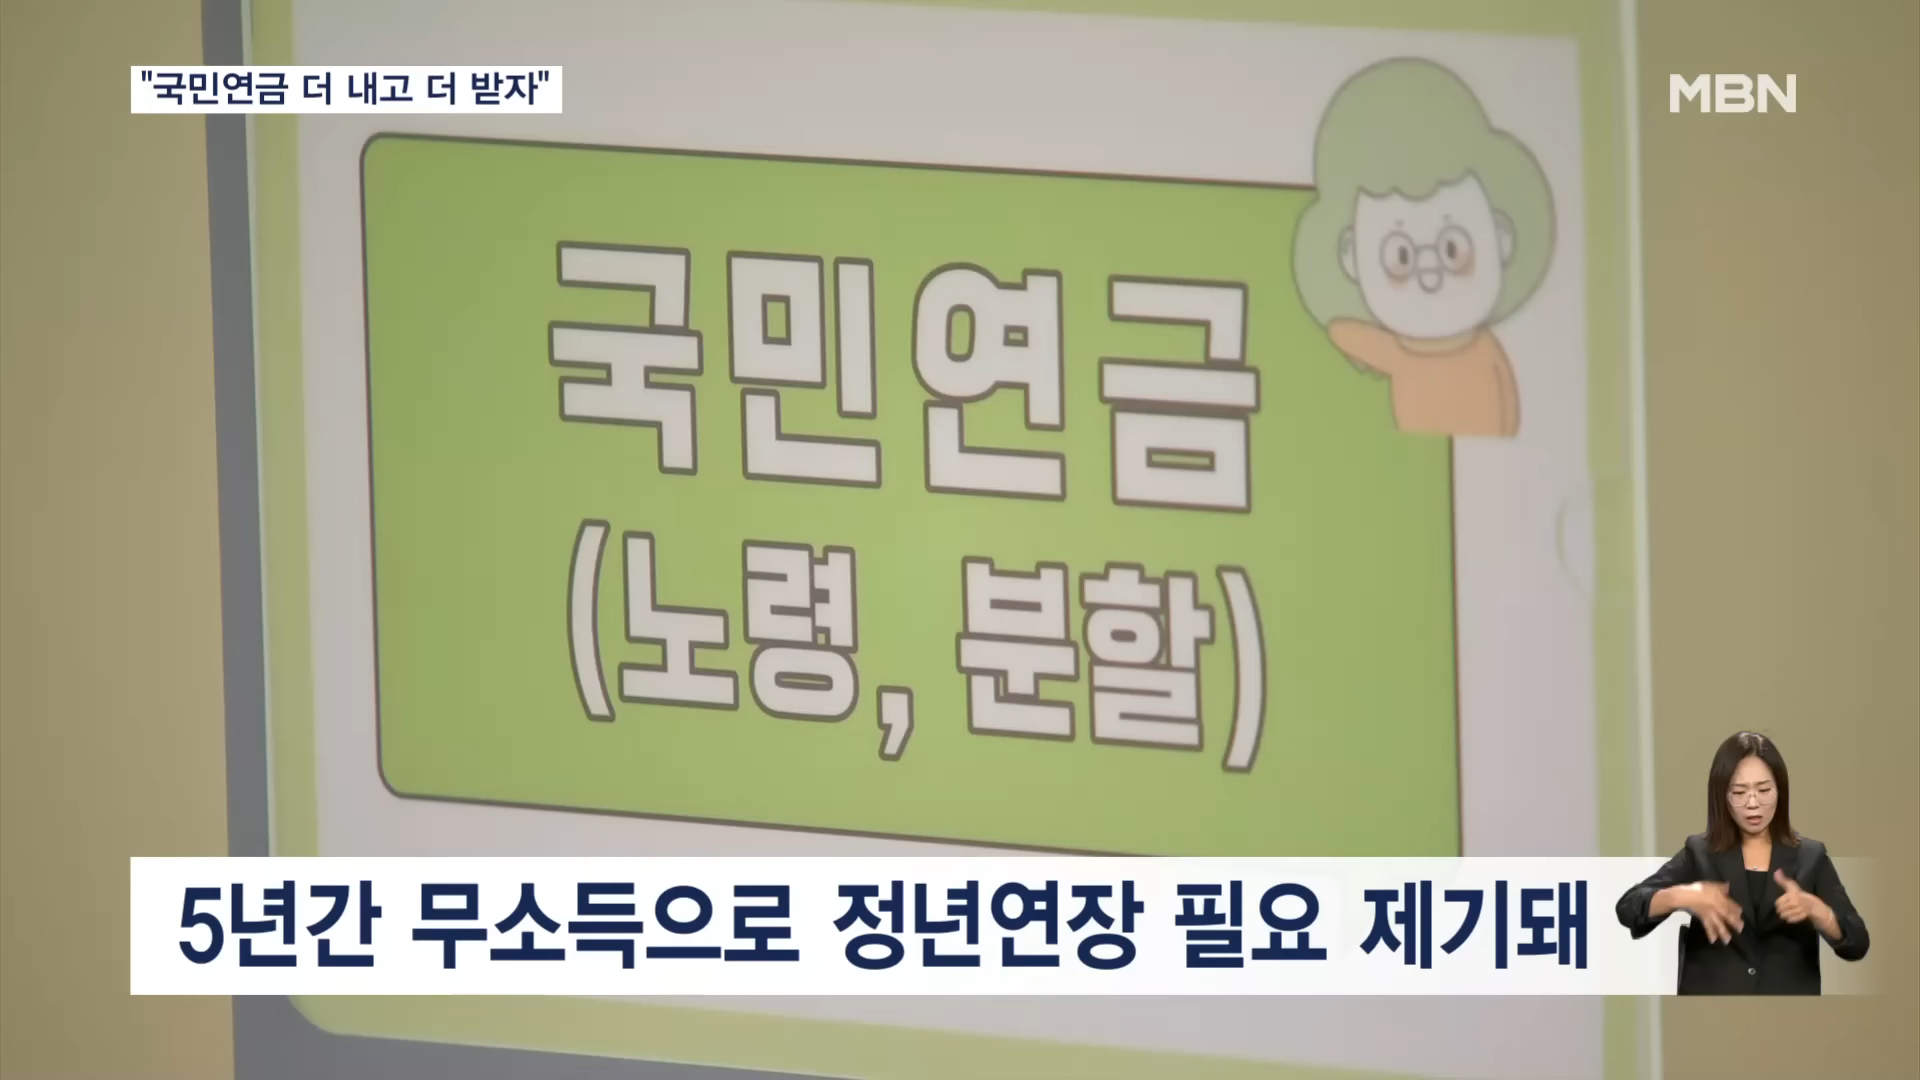 "국민연금 더 내고 더 받자"
MBN
국민연금
(노령, 분할)
5년간 무소득으로 정년연장 필요 제기돼